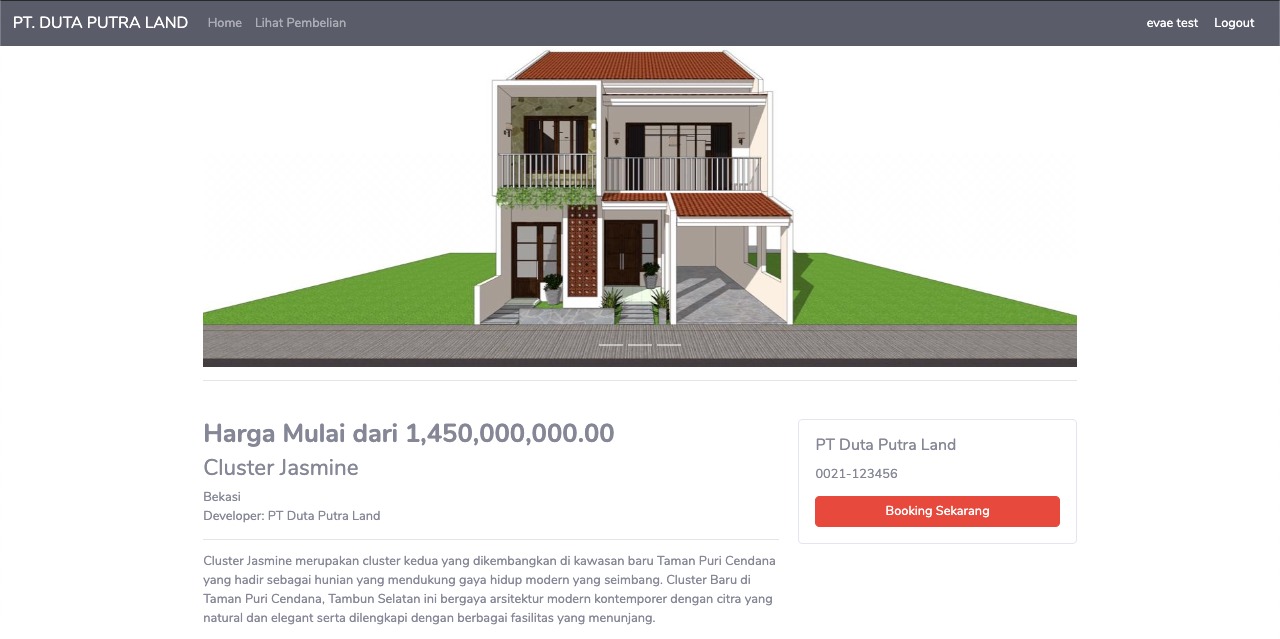 PT. DUTA PUTRA LAND Home Lihat Pembelian evae test Logout
Harga Mulai dari 1,450,000,000.00
Cluster Jasmine
Bekasi
Developer: PT Duta Putra Land
Cluster Jasmine merupakan cluster kedua yang dikembangkan di kawasan baru Taman Puri Cendana
yang hadir sebagai hunian yang mendukung gaya hidup modern yang seimbang. Cluster Baru di
Taman Puri Cendana, Tambun Selatan ini bergaya arsitektur modern kontemporer dengan citra yang
natural dan elegant serta dilengkapi dengan berbagai fasilitas yang menunjang.
PT Duta Putra Land
0021-123456
Booking Sekarang